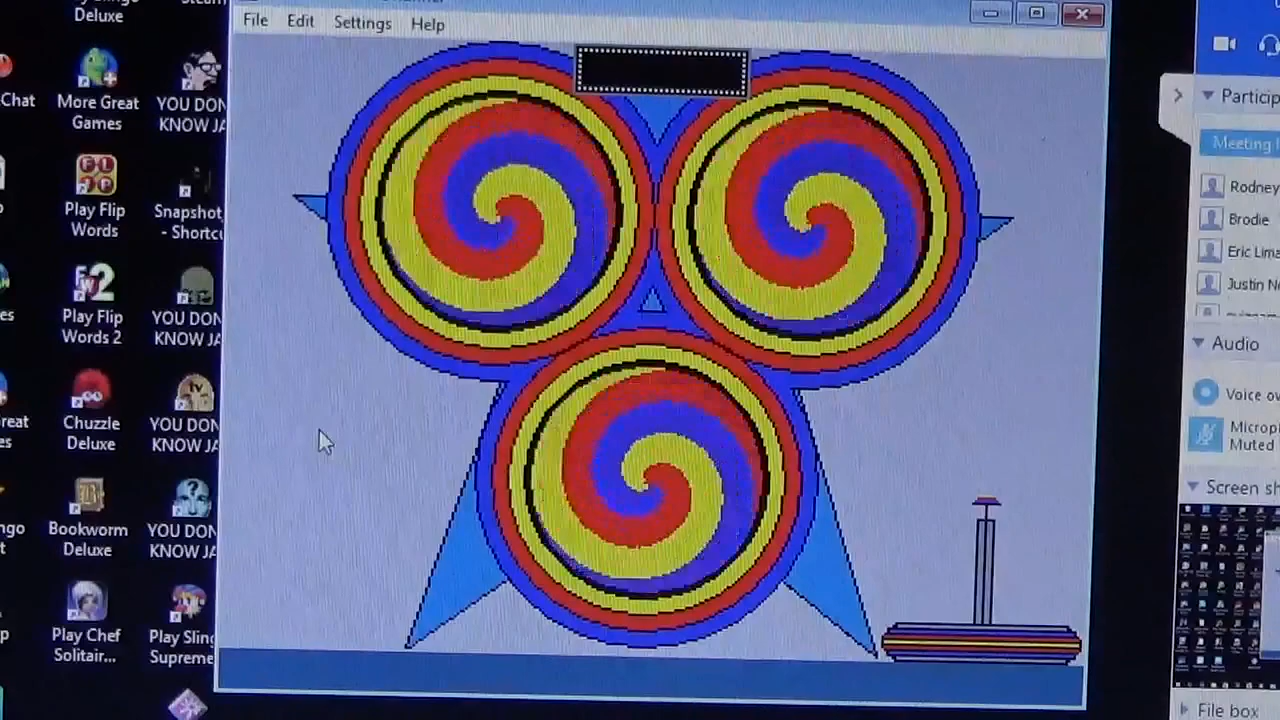 Deluxe
File Edit Settings Help
Chat
More Great
Games
YOU DON
KNOW JA
Play Flip
Words
Snapshot
- Shortcu
Play Flip
Words 2
YOU DON
KNOW JA
Chuzzle
Deluxe
YOU DON
KNOW JA
Bookworm
Deluxe
YOU DON
KNOW JA
Play Chef
Solitair...
Play Sling
Supreme
Particip
Meeting
Rodney
Brodie
Eric Lima
Justin N
Audio
Voice ov
Microp
Muted
Screen sh
File box